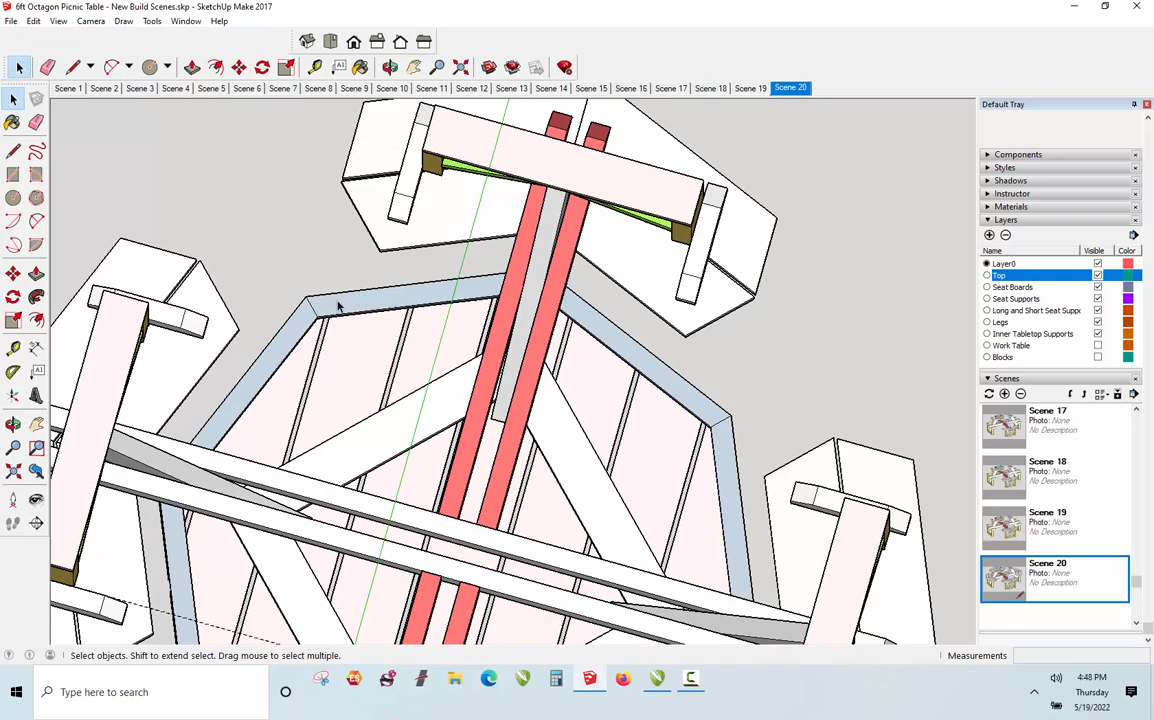 6ft Octagon Picnic Table - New Build Scenes.skp - SketchUp Make 2017
File Edit View Camera Draw Tools Window Help
Scene 1 Scene 2 Scene 3 Scene 4 Scene 5 Scene 6 Scene 7 Scene 8 Scene 9 Scene 10 Scene 11 Scene 12 Scene 13 Scene 14 Scene 15 Scene 16 Scene 17 Scene 18 Scene 19 Scene 20
Default Tray
Components
Styles
Shadows
Instructor
Materials
Layers
Name Visible Color
Layer0
Top
Seat Boards
Seat Supports
Long and Short Seat Suppc
Legs
Inner Tabletop Supports
Work Table
Blocks
Scenes
Scene 17
Photo: None
No Description
Scene 18
Photo: None
No Description
Scene 19
Photo: None
No Description
Scene 20
Photo: None
No Description
Select objects. Shift to extend select. Drag mouse to select multiple.
Measurements
Type here to search
4:48 PM
Thursday
5/19/2022